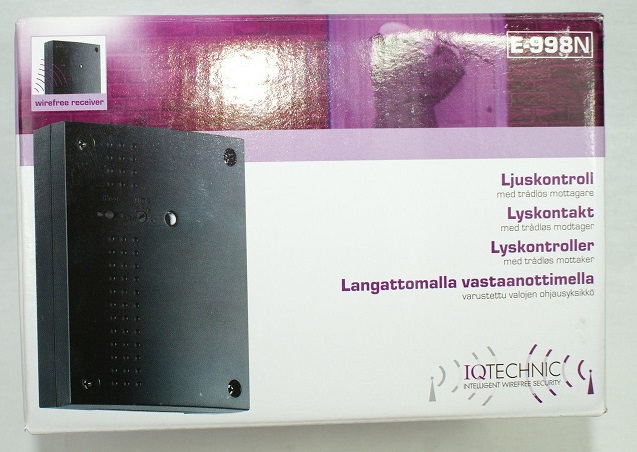 E-998N
wirefree receiver
Ljuskontroll
med trådlös mottagare
Lyskontakt
med trådløs modtager
Lyskontroller
med trådløs mottaker
Langattomalla vastaanottimella
varustettu valojen ohjausyksikkö
IQTECHNIC
INTELLIGENT WIREFREE SECURITY